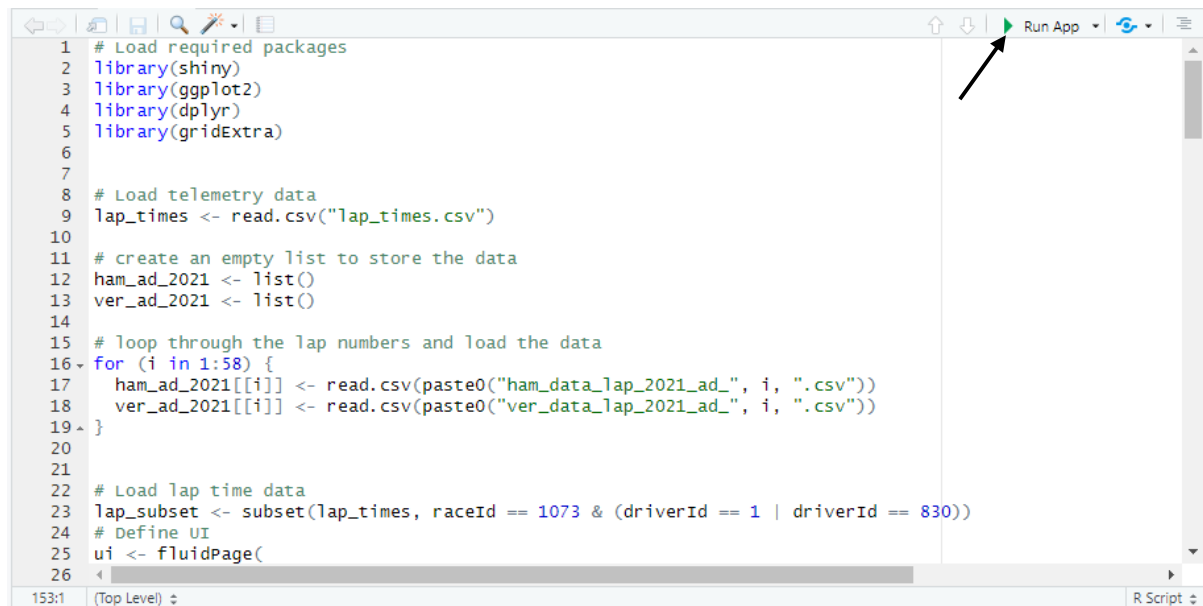 Run App
1 # Load required packages
2 library(shiny)
3 library(ggplot2)
4 library(dplyr)
5 library(gridExtra)
6
7
8 # Load telemetry data
9 lap_times <- read.csv("lap_times.csv")
10
11 # create an empty list to store the data
12 ham_ad_2021 <- list()
13 ver_ad_2021 <- list()
14
15 # loop through the lap numbers and load the data
16 for (i in 1:58) {
17   ham_ad_2021[[i]] <- read.csv(paste0("ham_data_lap_2021_ad_", i, ".csv"))
18   ver_ad_2021[[i]] <- read.csv(paste0("ver_data_lap_2021_ad_", i, ".csv"))
19 }
20
21
22 # Load lap time data
23 lap_subset <- subset(lap_times, raceId == 1073 & (driverId == 1 | driverId == 830))
24 # Define UI
25 ui <- fluidPage(
26
153:1 (Top Level) R Script